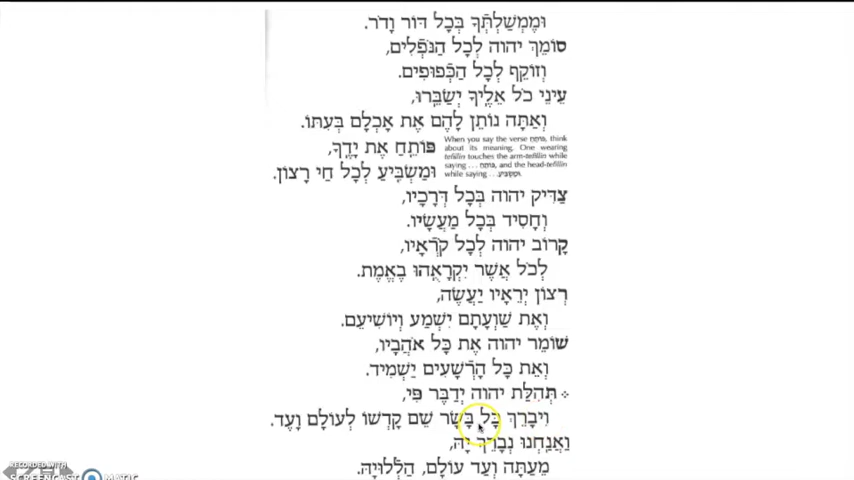 וּמֶמְשַׁלְתְּךָ בְּכָל דּוֹר וָדֹר.
סוֹמֵךְ יהוה לְכָל הַנֹּפְלִים,
וְזוֹקֵף לְכָל הַכְּפוּפִים.
עֵינֵי כֹל אֵלֶיךָ יְשַׂבֵּרוּ,
וְאַתָּה נוֹתֵן לָהֶם אֶת אָכְלָם בְּעִתּוֹ.
פּוֹתֵחַ אֶת יָדֶךָ,
When you say the verse פותח, think
about its meaning. One wearing
tefillin touches the arm-tefillin while
saying ... פותח, and the head-tefillin
while saying ... ומשביע.
וּמַשְׂבִּיעַ לְכָל חַי רָצוֹן.
צַדִּיק יהוה בְּכָל דְּרָכָיו,
וְחָסִיד בְּכָל מַעֲשָׂיו.
קָרוֹב יהוה לְכָל קֹרְאָיו,
לְכֹל אֲשֶׁר יִקְרָאֻהוּ בֶאֱמֶת.
רְצוֹן יְרֵאָיו יַעֲשֶׂה,
וְאֶת שַׁוְעָתָם יִשְׁמַע וְיוֹשִׁיעֵם.
שׁוֹמֵר יהוה אֶת כָּל אֹהֲבָיו,
וְאֵת כָּל הָרְשָׁעִים יַשְׁמִיד.
תְּהִלַּת יהוה יְדַבֶּר פִּי,
וִיבָרֵךְ כָּל בָּשָׂר שֵׁם קָדְשׁוֹ לְעוֹלָם וָעֶד.
וַאֲנַחְנוּ נְבָרֵךְ יָהּ,
מֵעַתָּה וְעַד עוֹלָם, הַלְלוּיָהּ.
RECORDED WITH
SCREENCAST MATIC